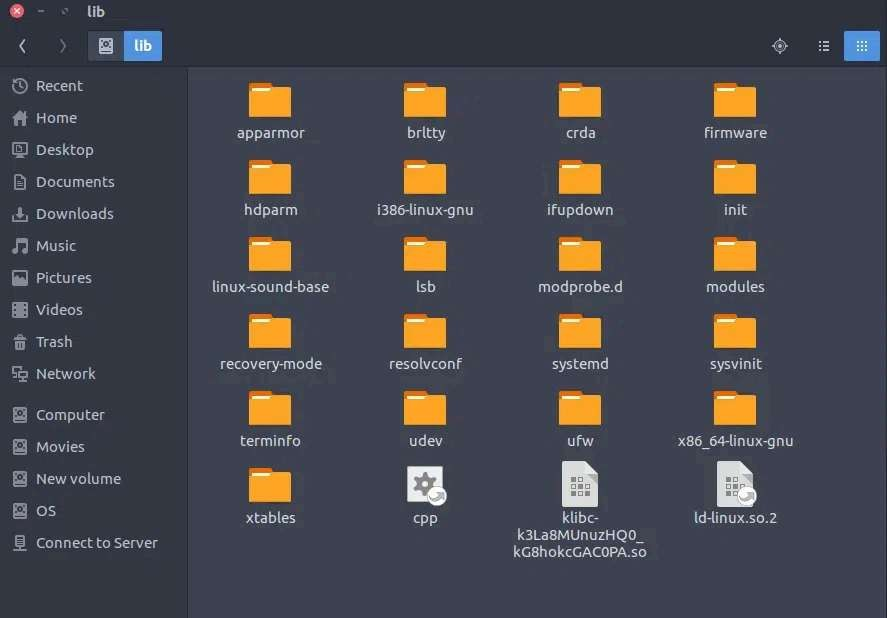 lib
lib
Recent
Home
Desktop
Documents
Downloads
Music
Pictures
Videos
Trash
Network
Computer
Movies
New volume
OS
Connect to Server
apparmor brltty crda firmware
hdparm i386-linux-gnu ifupdown init
linux-sound-base lsb modprobe.d modules
recovery-mode resolvconf systemd sysvinit
terminfo udev ufw x86_64-linux-gnu
xtables cpp klibc- ld-linux.so.2
k3La8MUnuzHQ0_
kG8hokcGAC0PA.so